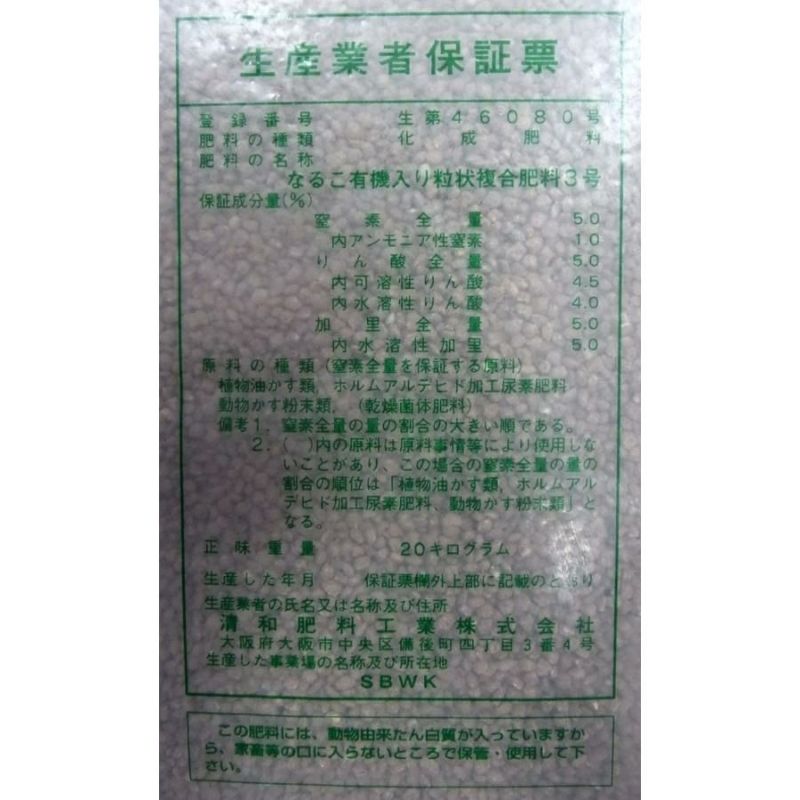 生産業者保証票
登録番号 生第46080号
肥料の種類 化成肥料
肥料の名称
なるこ有機入り粒状複合肥料3号
保証成分量(%)
窒素全量 5.0
内アンモニア性窒素 1.0
りん酸全量 5.0
内可溶性りん酸 4.5
内水溶性りん酸 4.0
加里全量 5.0
内水溶性加里 5.0
原料の種類(窒素全量を保証する原料)
植物油かす類,ホルムアルデヒド加工尿素肥料
動物かす粉末類,(乾燥菌体肥料)
備考1.窒素全量の量の割合の大きい順である。
2.( )内の原料は原料事情等により使用しな
いことがあり、この場合の窒素全量の量の
割合の順位は「植物油かす類,ホルムアル
デヒド加工尿素肥料、動物かす粉末類」と
なる。
正味重量 20キログラム
生産した年月 保証票欄外上部に記載のとおり
生産業者の氏名又は名称及び住所
清和肥料工業株式会社
大阪府大阪市中央区備後町四丁目3番4号
生産した事業場の名称及び所在地
SBWK
この肥料には、動物由来たん白質が入っていますか
ら、家畜等の口に入らないところで保管・使用して下
さい。